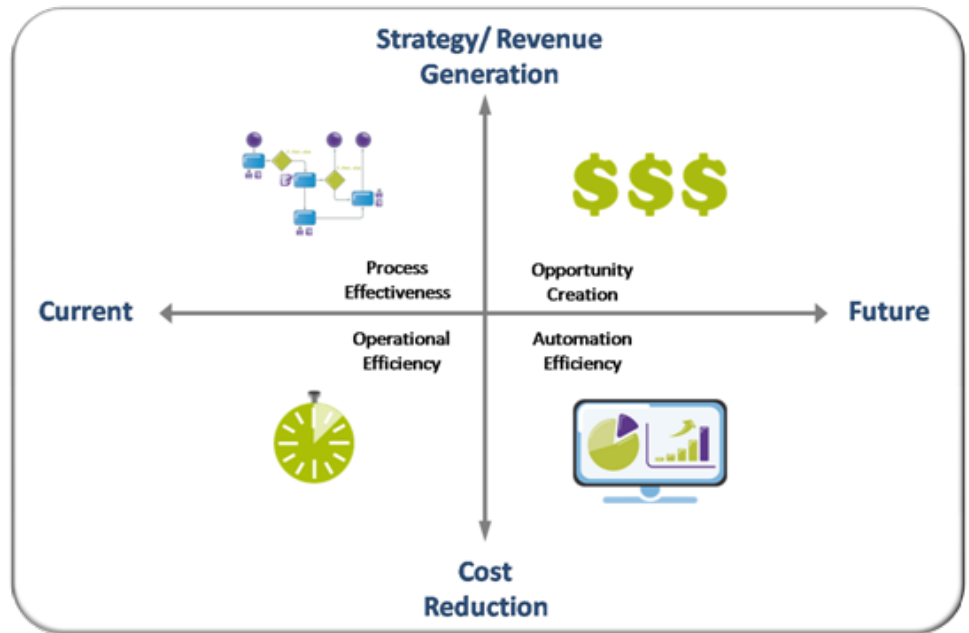 Strategy/ Revenue
Generation
Process
Effectiveness
Opportunity
Creation
Current
Future
Operational
Efficiency
Automation
Efficiency
Cost
Reduction